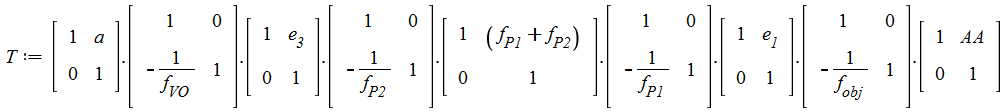 T := [ 1 a ; 0 1 ] . [ 1 0 ; -1/f_VO 1 ] . [ 1 e_3 ; 0 1 ] . [ 1 0 ; -1/f_P2 1 ] . [ 1 (f_P1 + f_P2) ; 0 1 ] . [ 1 0 ; -1/f_P1 1 ] . [ 1 e_1 ; 0 1 ] . [ 1 0 ; -1/f_obj 1 ] . [ 1 AA ; 0 1 ]